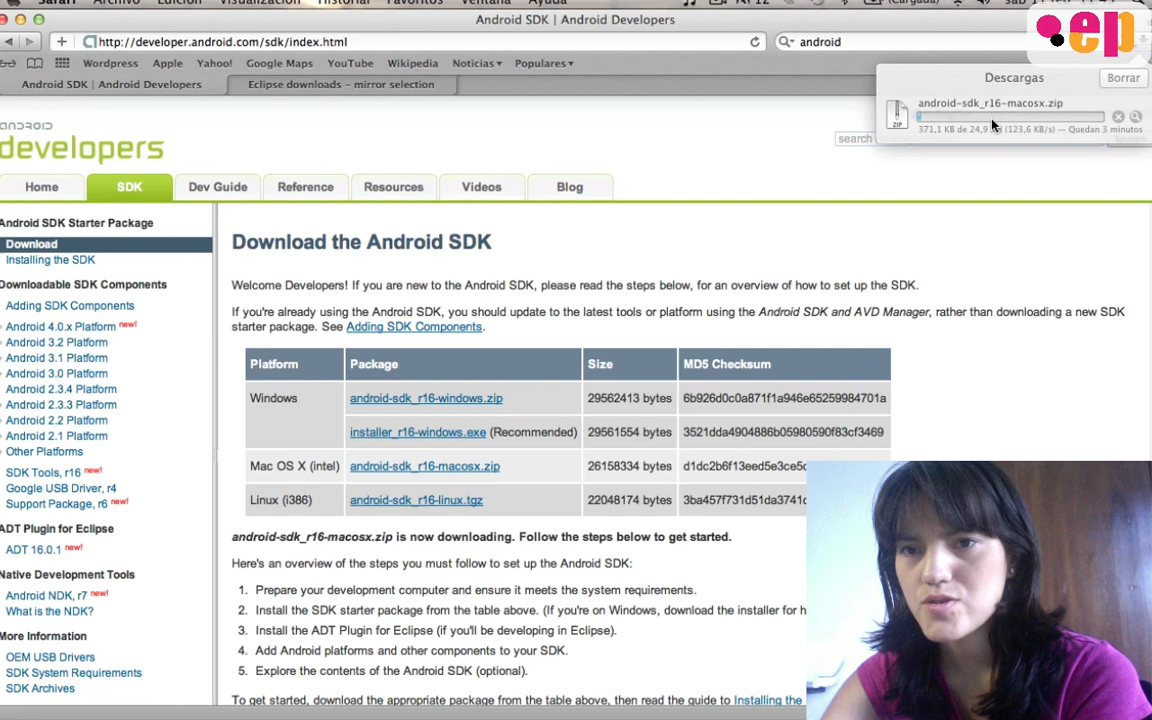 Safari Archivo Edición Visualización Historial Favoritos Ventana Ayuda
Android SDK | Android Developers
http://developer.android.com/sdk/index.html
android
Wordpress Apple Yahoo! Google Maps YouTube Wikipedia Noticias Populares
Android SDK | Android Developers
Eclipse downloads – mirror selection
.ep
Descargas
Borrar
android-sdk_r16-macosx.zip
ZIP
371,1 KB de 24,9 (123,6 KB/s) — Quedan 3 minutos
android
developers
search
Home SDK Dev Guide Reference Resources Videos Blog
Android SDK Starter Package
Download
Installing the SDK
Downloadable SDK Components
Adding SDK Components
Android 4.0.x Platform new!
Android 3.2 Platform
Android 3.1 Platform
Android 3.0 Platform
Android 2.3.4 Platform
Android 2.3.3 Platform
Android 2.2 Platform
Android 2.1 Platform
Other Platforms
SDK Tools, r16 new!
Google USB Driver, r4
Support Package, r6 new!
ADT Plugin for Eclipse
ADT 16.0.1 new!
Native Development Tools
Android NDK, r7 new!
What is the NDK?
More Information
OEM USB Drivers
SDK System Requirements
SDK Archives
Download the Android SDK
Welcome Developers! If you are new to the Android SDK, please read the steps below, for an overview of how to set up the SDK.
If you're already using the Android SDK, you should update to the latest tools or platform using the Android SDK and AVD Manager, rather than downloading a new SDK
starter package. See Adding SDK Components.
Platform Package Size MD5 Checksum
Windows android-sdk_r16-windows.zip 29562413 bytes 6b926d0c0a871f1a946e65259984701a
installer_r16-windows.exe (Recommended) 29561554 bytes 3521dda4904886b05980590f83cf3469
Mac OS X (intel) android-sdk_r16-macosx.zip 26158334 bytes d1dc2b6f13eed5e3ce5c
Linux (i386) android-sdk_r16-linux.tgz 22048174 bytes 3ba457f731d51da3741c
android-sdk_r16-macosx.zip is now downloading. Follow the steps below to get started.
Here's an overview of the steps you must follow to set up the Android SDK:
1. Prepare your development computer and ensure it meets the system requirements.
2. Install the SDK starter package from the table above. (If you're on Windows, download the installer for h
3. Install the ADT Plugin for Eclipse (if you'll be developing in Eclipse).
4. Add Android platforms and other components to your SDK.
5. Explore the contents of the Android SDK (optional).
To get started, download the appropriate package from the table above, then read the guide to Installing the